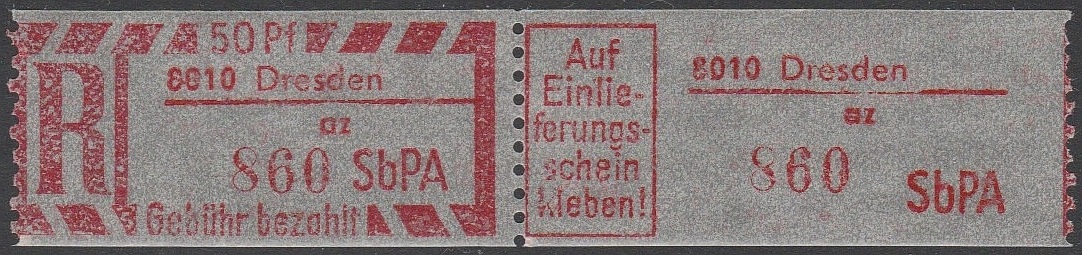 50 Pf
R
8010 Dresden
az
860 SbPA
Gebühr bezahlt
Auf
Einlie-
ferungs-
schein
kleben!
8010 Dresden
az
860
SbPA